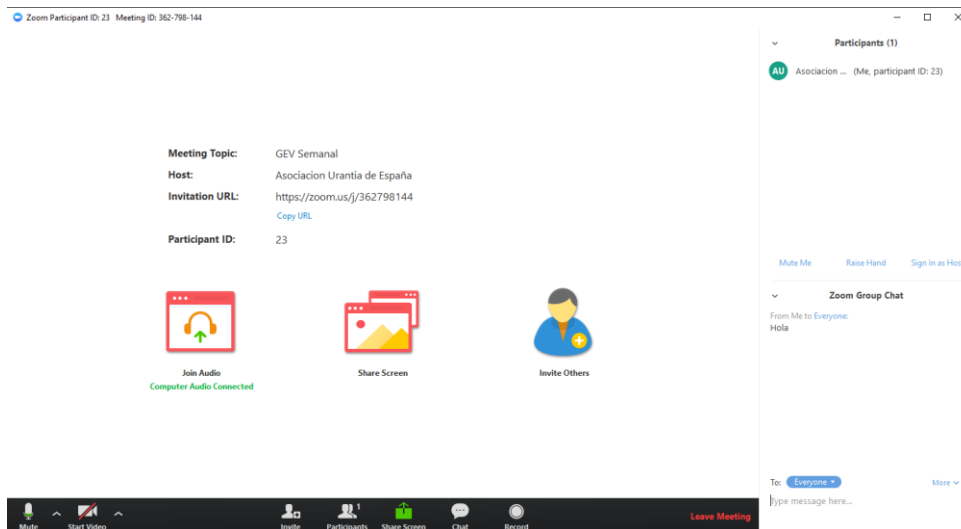 Zoom Participant ID: 23 Meeting ID: 362-798-144
Participants (1)
AU Asociacion ... (Me, participant ID: 23)
Meeting Topic: GEV Semanal
Host: Asociacion Urantia de España
Invitation URL: https://zoom.us/j/362798144
Copy URL
Participant ID: 23
Mute Me Raise Hand Sign In as Hos
Zoom Group Chat
From Me to Everyone:
Hola
Join Audio Share Screen Invite Others
Computer Audio Connected
To: Everyone More
Type message here...
Mute Start Video Invite Participants 1 Share Screen Chat Record Leave Meeting